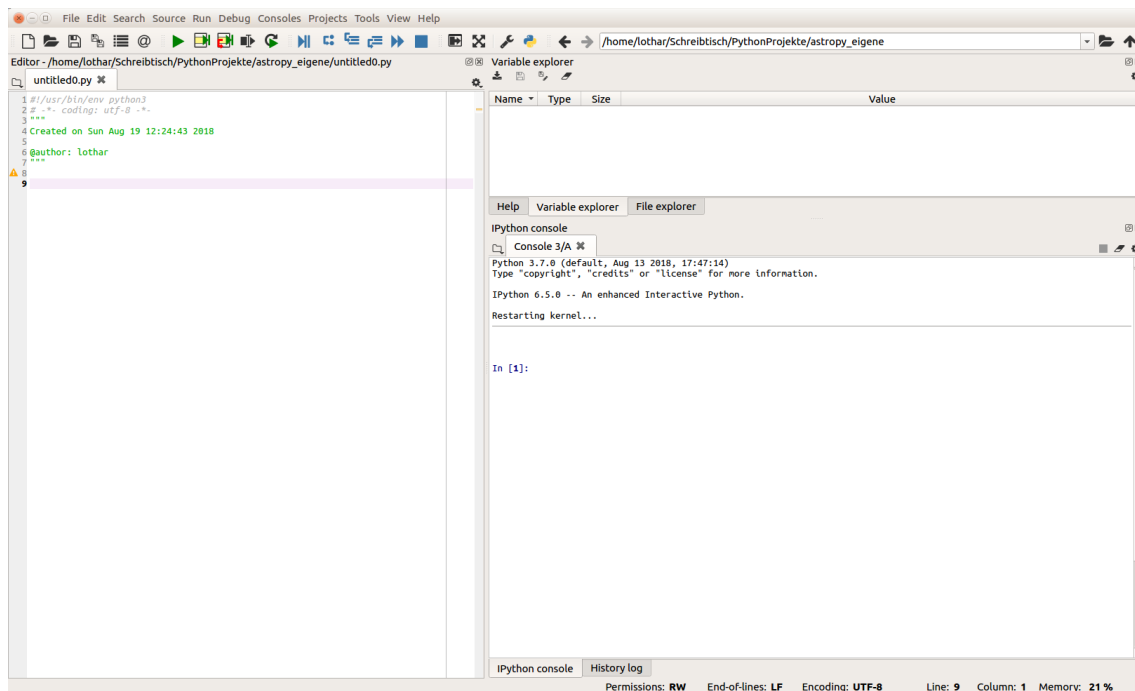 File Edit Search Source Run Debug Consoles Projects Tools View Help
/home/lothar/Schreibtisch/PythonProjekte/astropy_eigene
Editor - /home/lothar/Schreibtisch/PythonProjekte/astropy_eigene/untitled0.py
untitled0.py
1 #!/usr/bin/env python3
2 # -*- coding: utf-8 -*-
3 """
4 Created on Sun Aug 19 12:24:43 2018
5
6 @author: lothar
7 """
8
9
Variable explorer
Name Type Size Value
Help Variable explorer File explorer
IPython console
Console 3/A
Python 3.7.0 (default, Aug 13 2018, 17:47:14)
Type "copyright", "credits" or "license" for more information.
IPython 6.5.0 -- An enhanced Interactive Python.
Restarting kernel...
In [1]:
IPython console History log
Permissions: RW End-of-lines: LF Encoding: UTF-8 Line: 9 Column: 1 Memory: 21 %